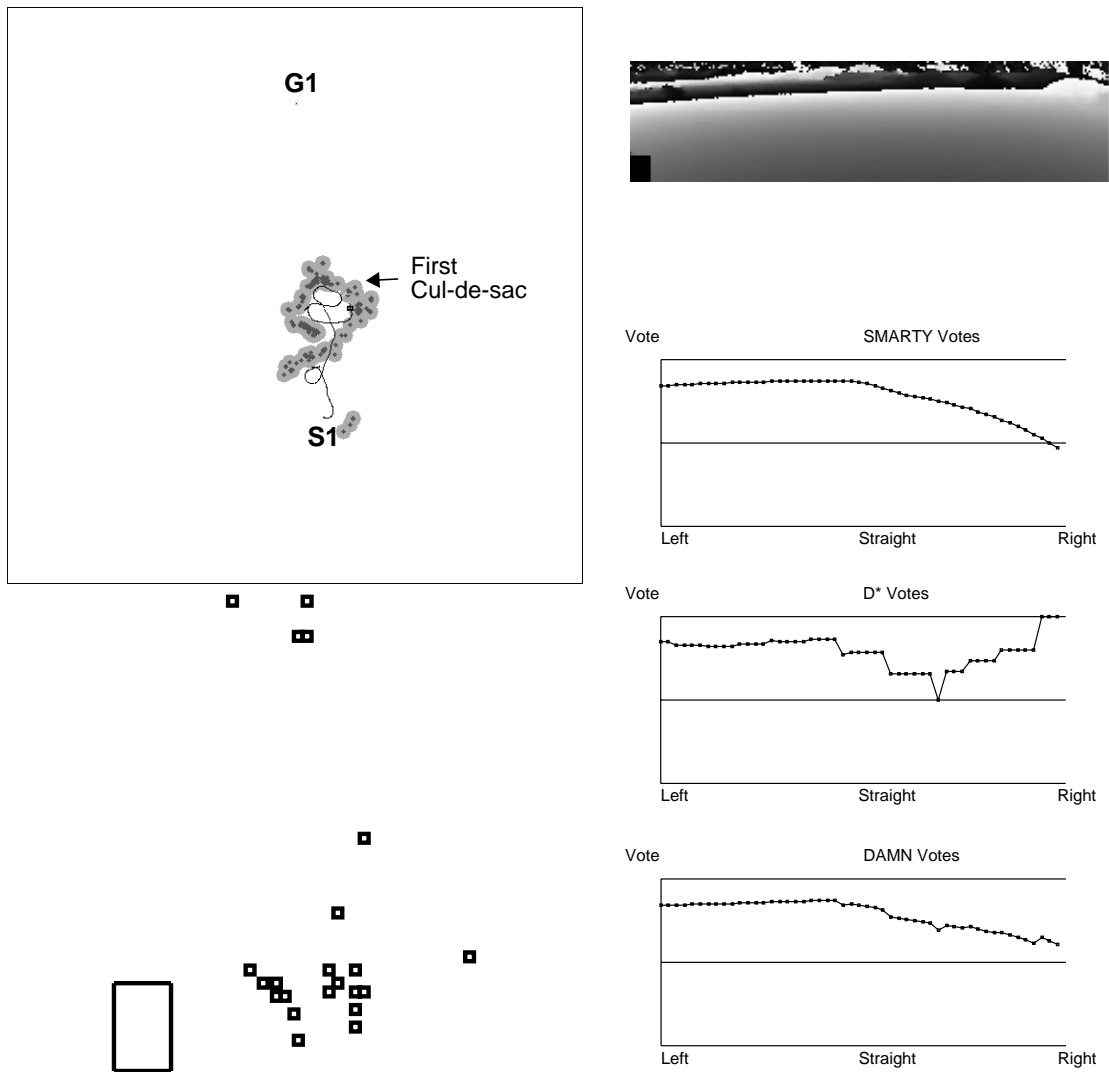 G1
First
Cul-de-sac
S1
Vote
SMARTY Votes
Left
Straight
Right
Vote
D* Votes
Left
Straight
Right
Vote
DAMN Votes
Left
Straight
Right